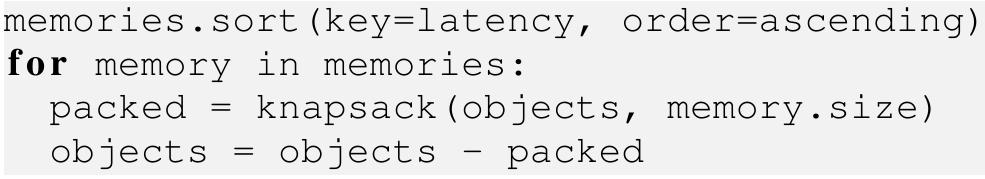 memories.sort(key=latency, order=ascending)
for memory in memories:
  packed = knapsack(objects, memory.size)
  objects = objects - packed